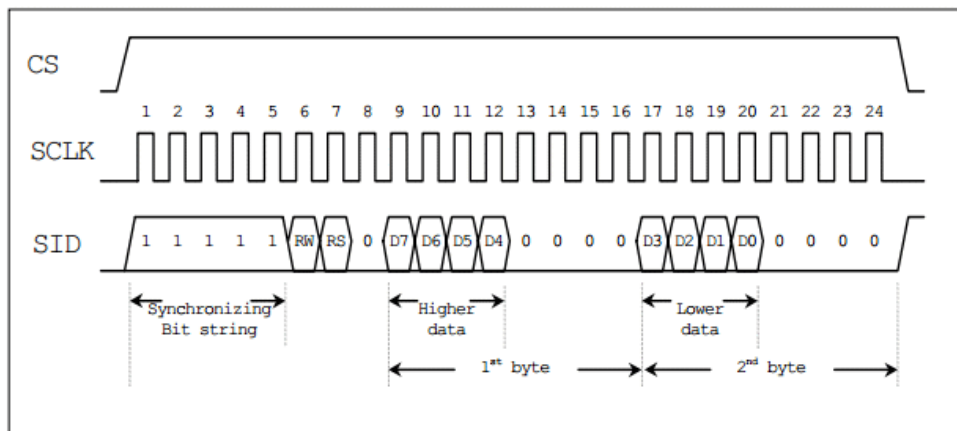 CS
1 2 3 4 5 6 7 8 9 10 11 12 13 14 15 16 17 18 19 20 21 22 23 24
SCLK
SID
1 1 1 1 1 RW RS 0 D7 D6 D5 D4 0 0 0 0 D3 D2 D1 D0 0 0 0 0
Synchronizing
Bit string
Higher
data
Lower
data
1st byte
2nd byte